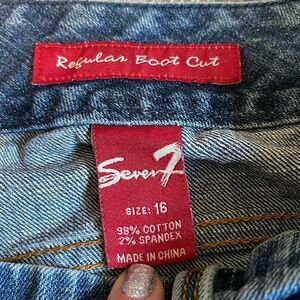 Regular Boot Cut
Seven7
SIZE: 16
98% COTTON
2% SPANDEX
MADE IN CHINA